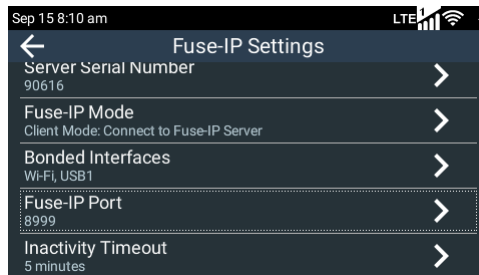 Sep 15 8:10 am
LTE 1
Fuse-IP Settings
Server Serial Number
90616
Fuse-IP Mode
Client Mode: Connect to Fuse-IP Server
Bonded Interfaces
Wi-Fi, USB1
Fuse-IP Port
8999
Inactivity Timeout
5 minutes